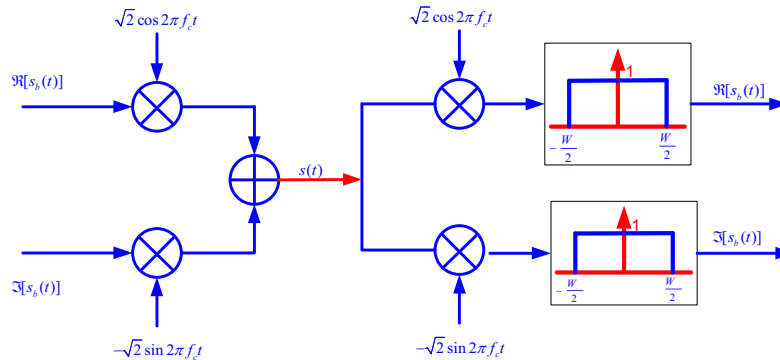 √2 cos 2π f_c t
√2 cos 2π f_c t
ℜ[s_b(t)]
1
ℜ[s_b(t)]
-W/2
W/2
s(t)
1
ℑ[s_b(t)]
ℑ[s_b(t)]
-W/2
W/2
-√2 sin 2π f_c t
-√2 sin 2π f_c t